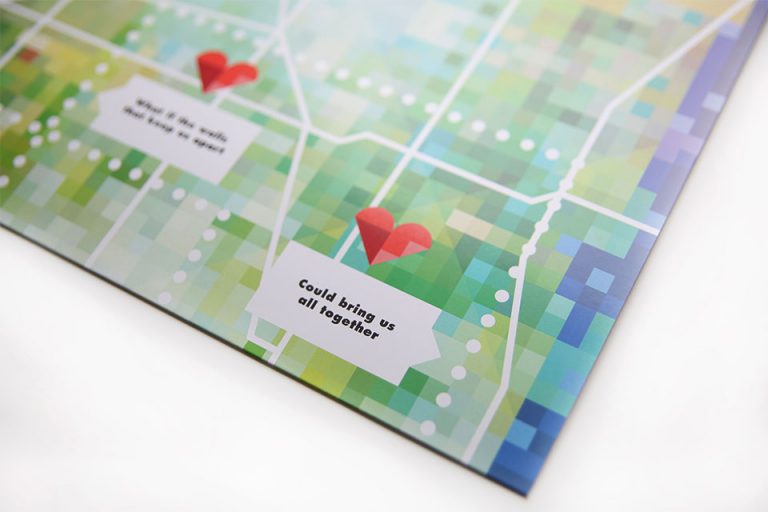 What if the walls
that keep us apart
Could bring us
all together